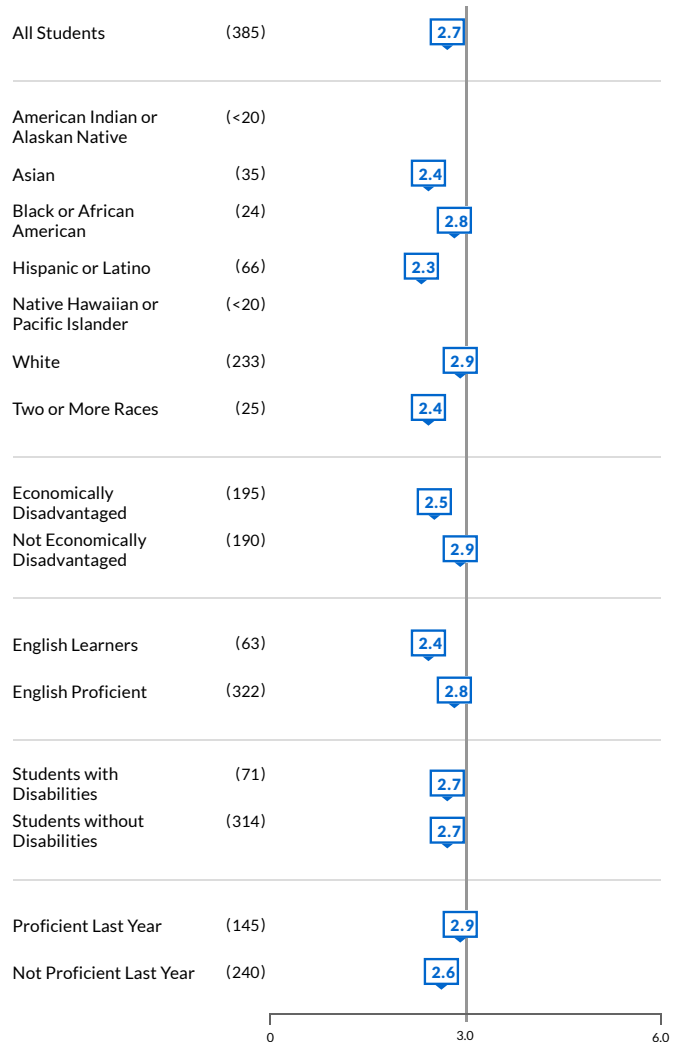 All Students (385) 2.7
American Indian or (<20)
Alaskan Native
Asian (35) 2.4
Black or African (24) 2.8
American
Hispanic or Latino (66) 2.3
Native Hawaiian or (<20)
Pacific Islander
White (233) 2.9
Two or More Races (25) 2.4
Economically (195) 2.5
Disadvantaged
Not Economically (190) 2.9
Disadvantaged
English Learners (63) 2.4
English Proficient (322) 2.8
Students with (71) 2.7
Disabilities
Students without (314) 2.7
Disabilities
Proficient Last Year (145) 2.9
Not Proficient Last Year (240) 2.6
0 3.0 6.0